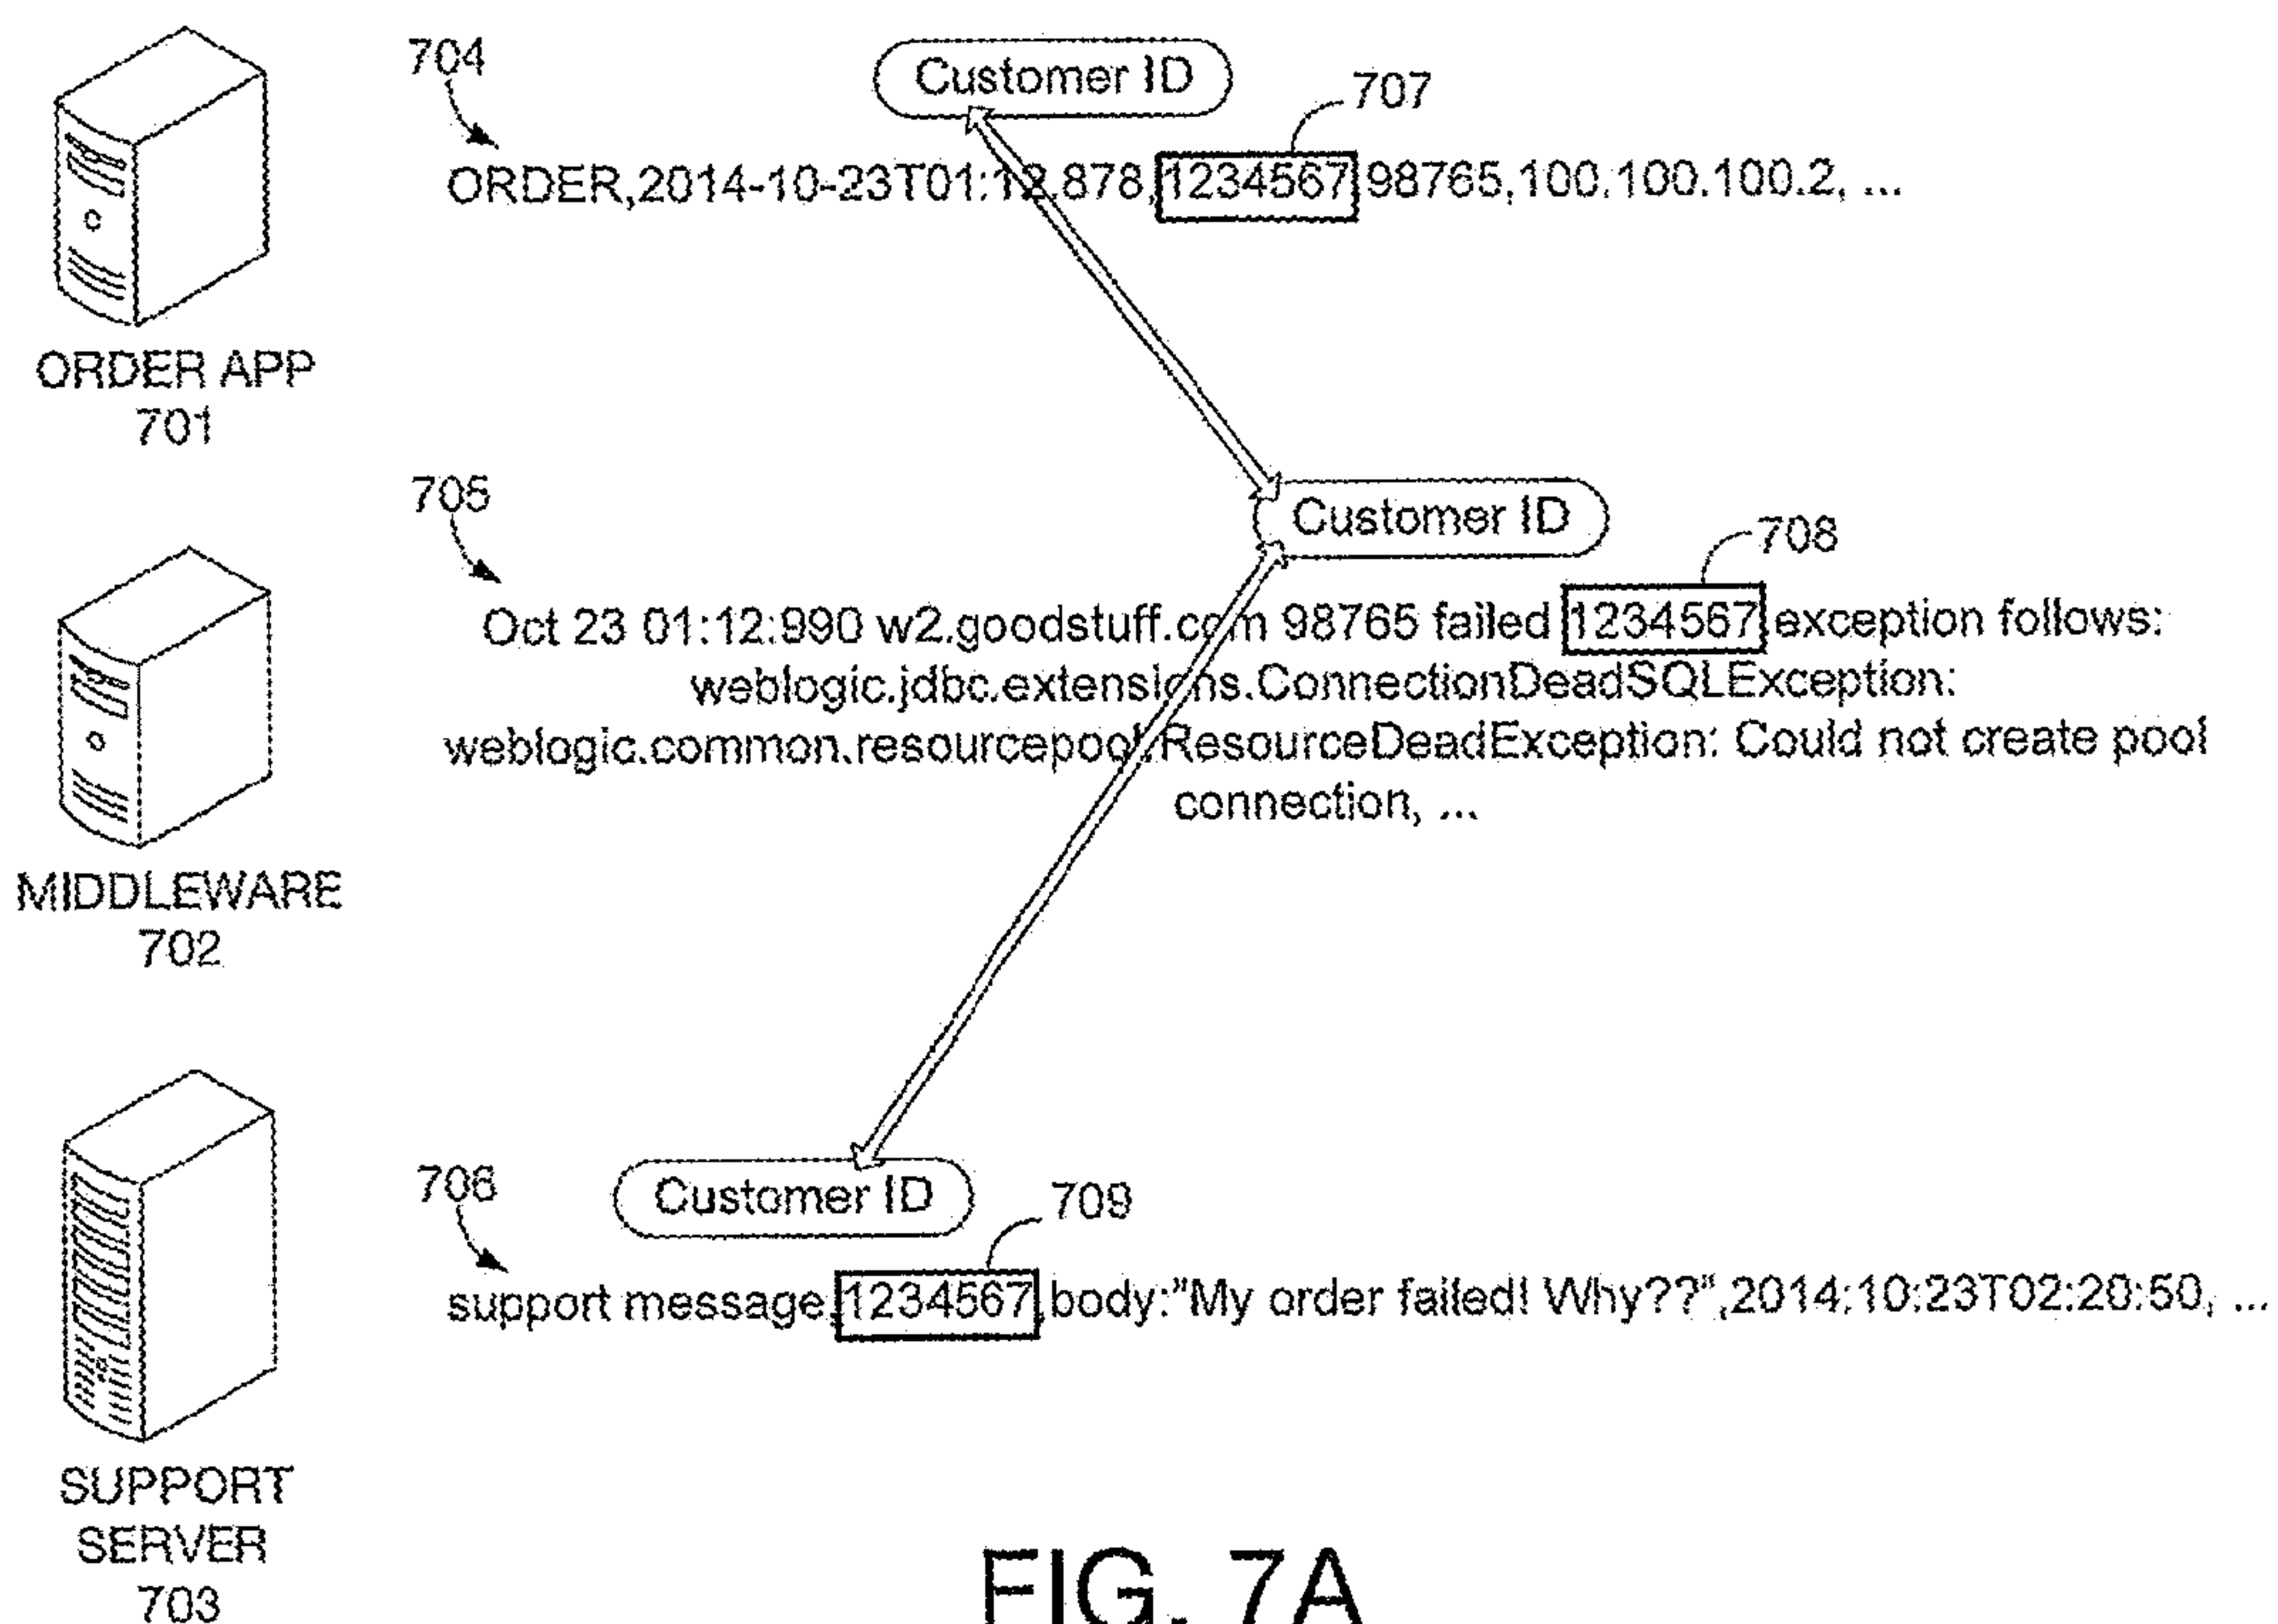 704
Customer ID
707
ORDER,2014-10-23T01:12.878,1234567,98765,100.100.100.2, ...
ORDER APP
701
705
Customer ID
708
Oct 23 01:12:990 w2.goodstuff.com 98765 failed 1234567 exception follows:
weblogic.jdbc.extensions.ConnectionDeadSQLException:
weblogic.common.resourcepool.ResourceDeadException: Could not create pool
connection, ...
MIDDLEWARE
702
706
Customer ID
709
support message,1234567,body:"My order failed! Why??",2014:10:23T02:20:50, ...
SUPPORT
SERVER
703
FIG. 7A